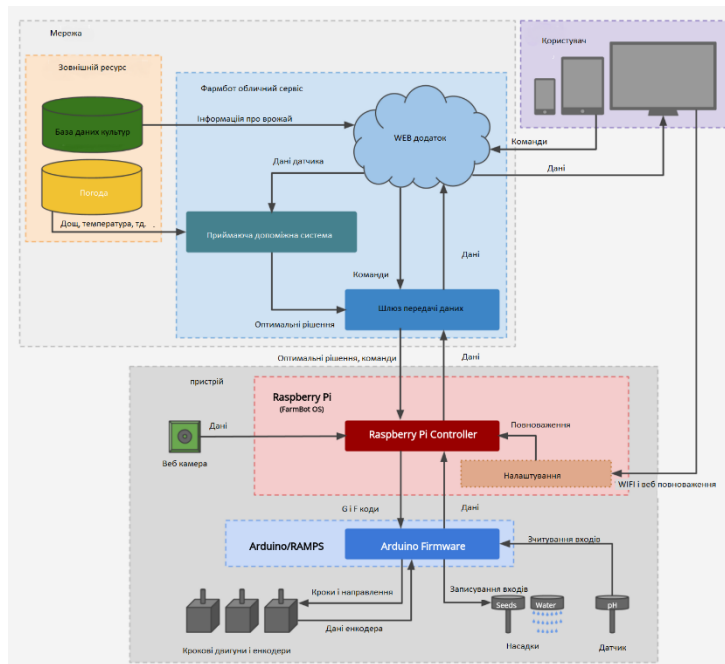 Мережа
Користувач
Зовнішній ресурс
Фармбот обличний сервіс
База даних культур
Інформація про врожай
WEB додаток
Команди
Дані датчика
Дані
Погода
Дощ, температура, тд.
Приймаюча допоміжна система
Дані
Команди
Шлюз передачі даних
Оптимальні рішення
Оптимальні рішення, команди
Дані
пристрій
Raspberry Pi
(FarmBot OS)
Дані
Raspberry Pi Controller
Повноваження
Веб камера
Налаштування
WIFI і веб повноваження
G і F коди
Дані
Arduino/RAMPS
Arduino Firmware
Зчитування входів
Кроки і направлення
Записування входів
Seeds
Water
pH
Дані енкодера
Крокові двигуни і енкодери
Насадки
Датчик